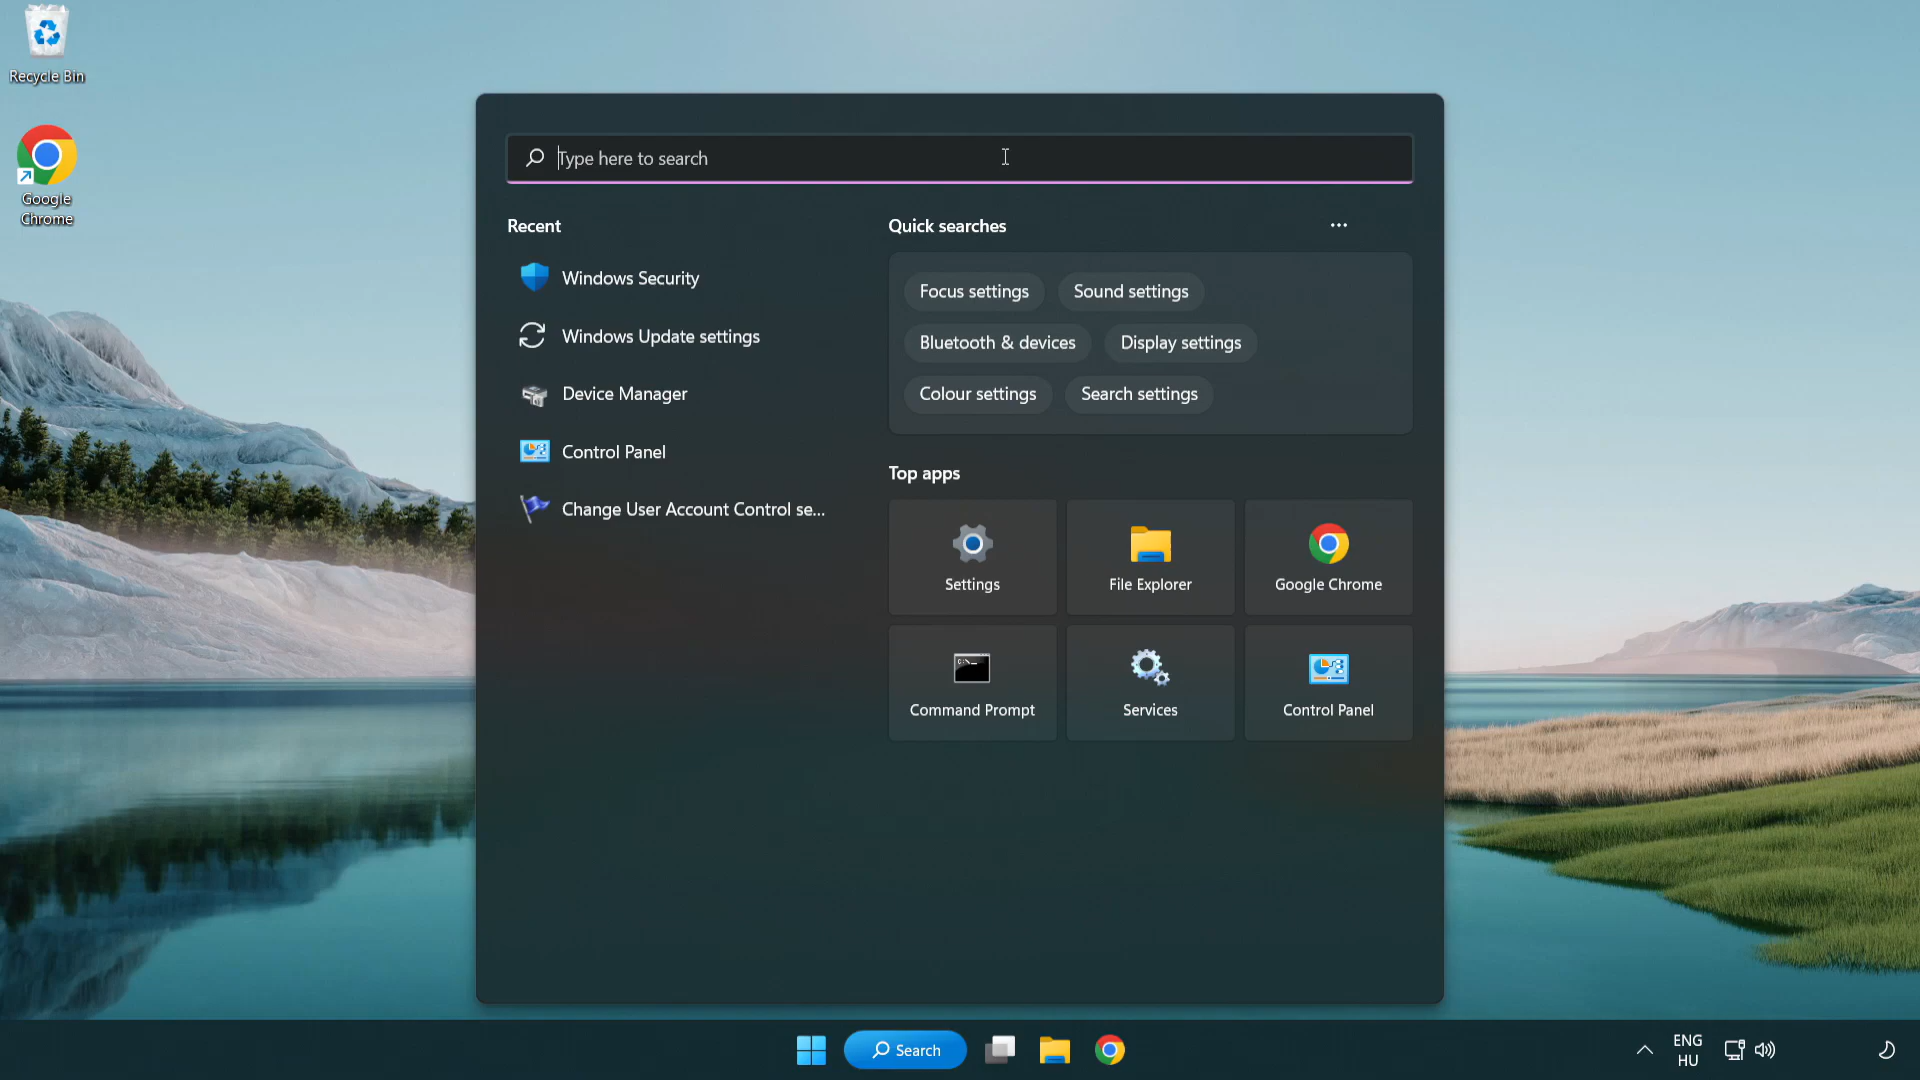 Recycle Bin
Google
Chrome
Type here to search
Recent
Windows Security
Windows Update settings
Device Manager
Control Panel
Change User Account Control se...
Quick searches
Focus settings
Sound settings
Bluetooth & devices
Display settings
Colour settings
Search settings
Top apps
Settings
File Explorer
Google Chrome
Command Prompt
Services
Control Panel
Search
ENG
HU